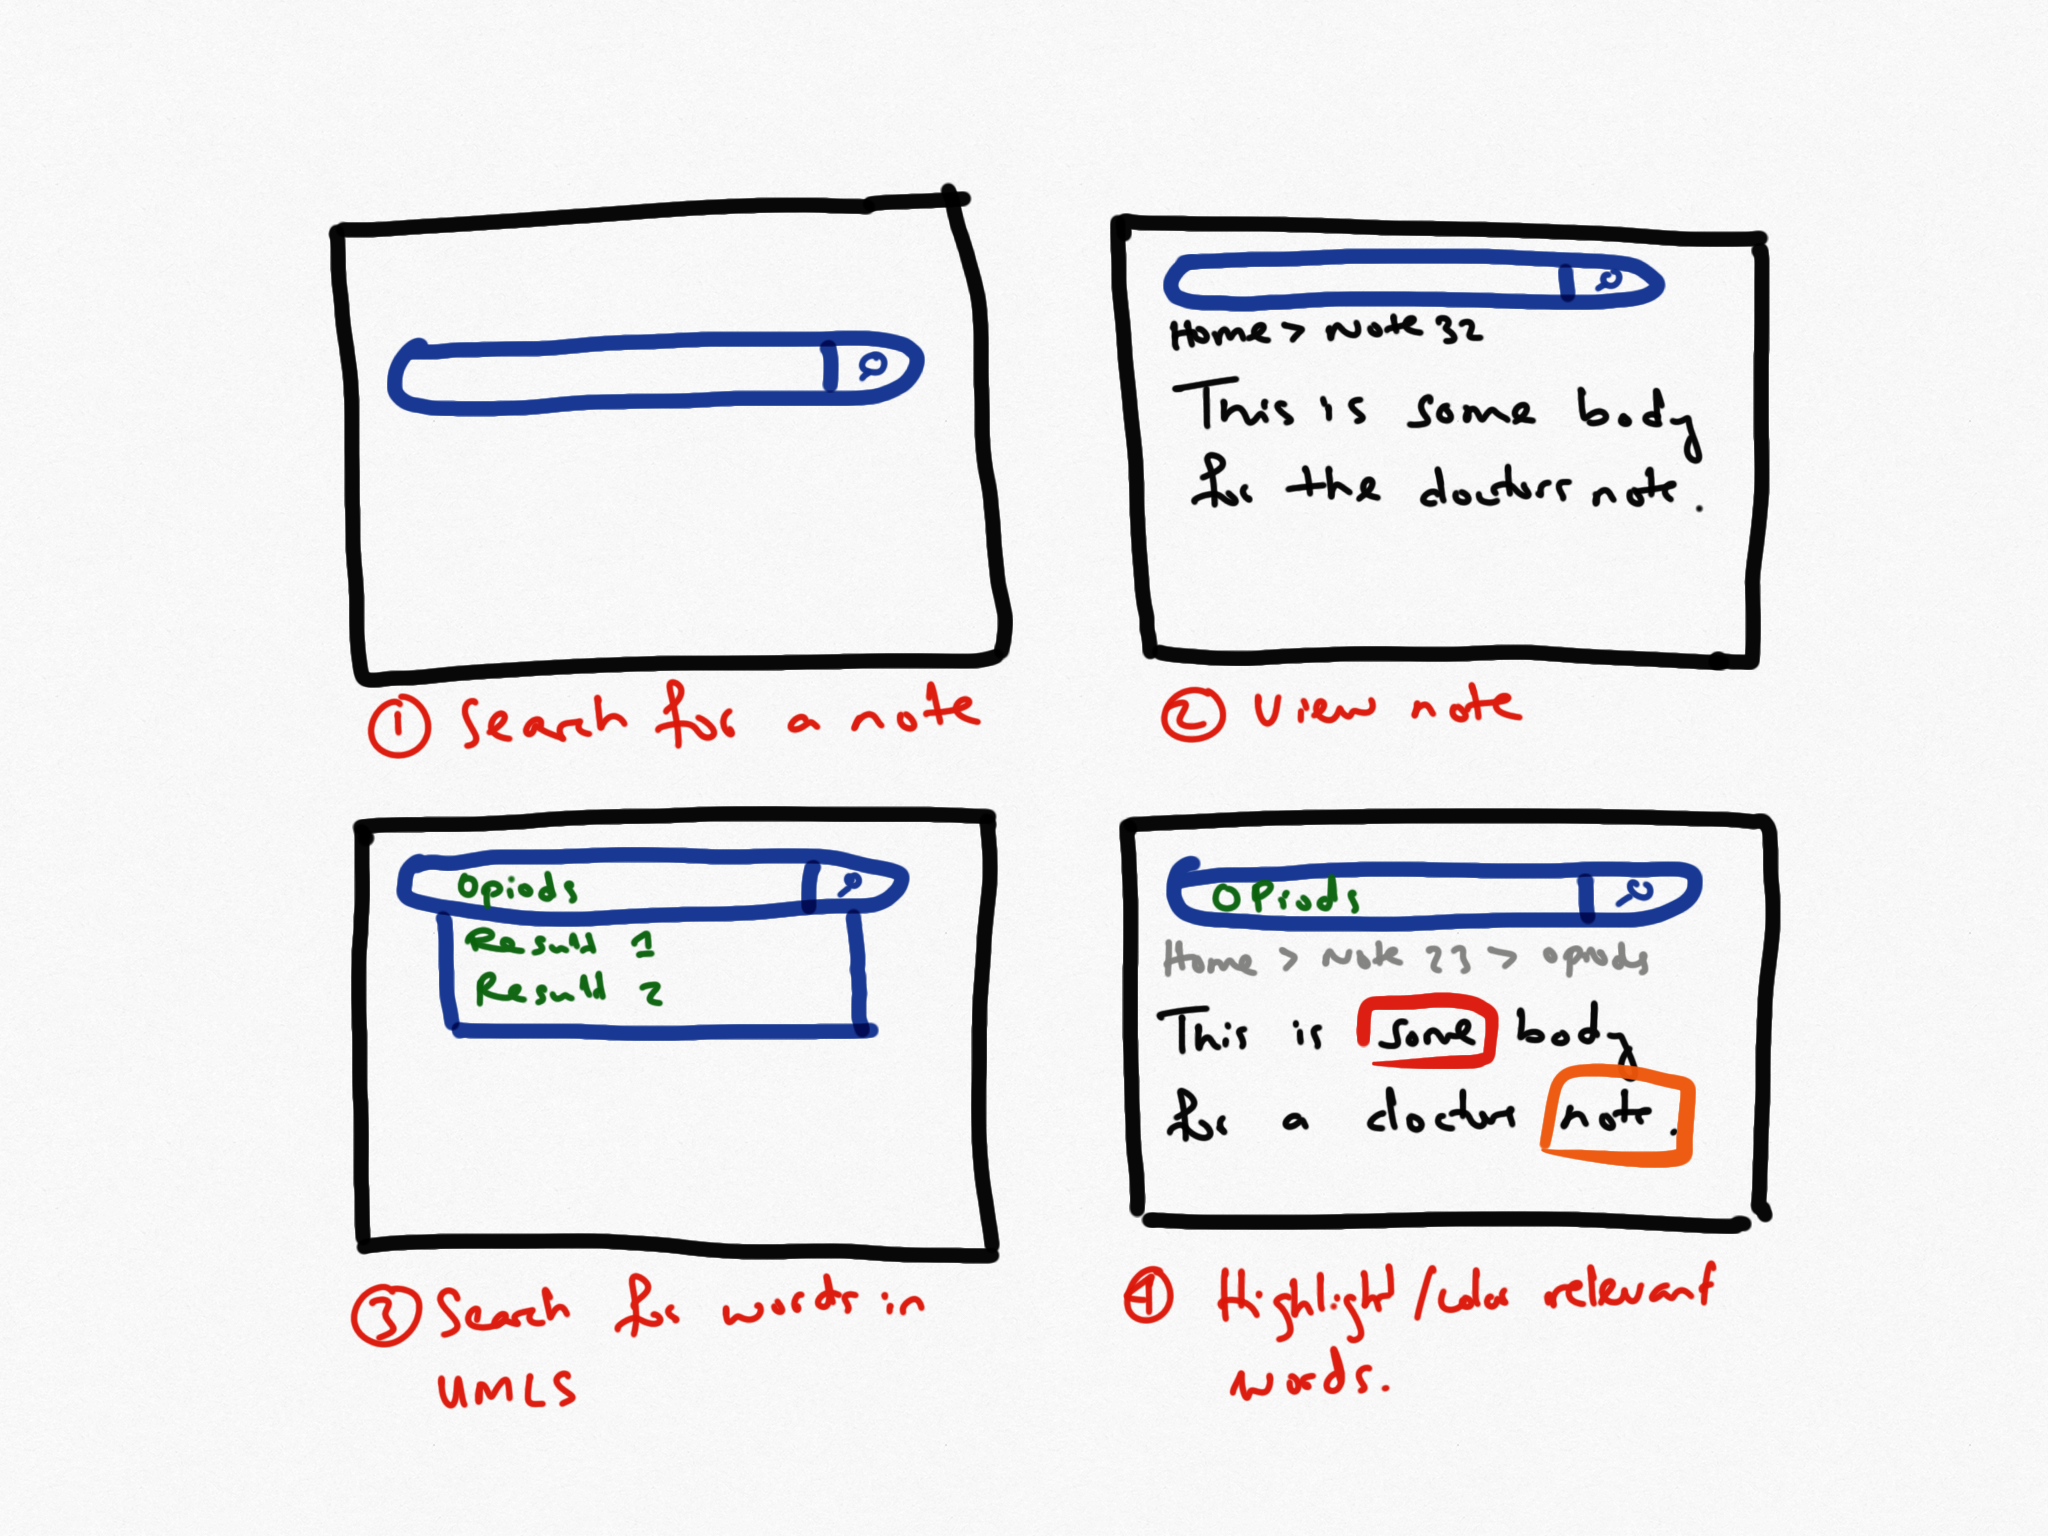 Home > Note 32
This is some body
for the doctors note.
① Search for a note
② View note
Opiods
Result 1
Result 2
③ Search for words in
UMLS
Opiods
Home > Note 23 > opiods
This is some body
for a doctors note.
④ Highlight/color relevant
words.